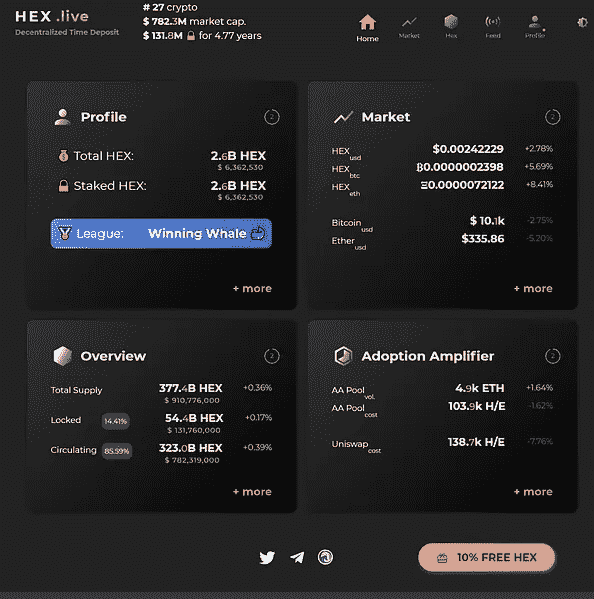 HEX .live
Decentralized Time Deposit
# 27 crypto
$ 782.3M market cap.
$ 131.8M for 4.77 years
Home
Market
Hex
Feed
Profile
Profile
2
Total HEX: 2.6B HEX
$ 6,362,530
Staked HEX: 2.6B HEX
$ 6,362,530
League: Winning Whale
+ more
Market
2
HEX usd $0.00242229 +2.78%
HEX btc ₿0.0000002398 +5.69%
HEX eth Ξ0.0000072122 +8.41%
Bitcoin usd $ 10.1k -2.75%
Ether usd $335.86 -5.20%
+ more
Overview
2
Total Supply 377.4B HEX +0.36%
$ 910,776,000
Locked 14.41% 54.4B HEX +0.17%
$ 131,760,000
Circulating 85.59% 323.0B HEX +0.39%
$ 782,319,000
+ more
Adoption Amplifier
2
AA Pool vol. 4.9k ETH +1.64%
AA Pool cost 103.9k H/E -1.62%
Uniswap cost 138.7k H/E -7.76%
+ more
10% FREE HEX